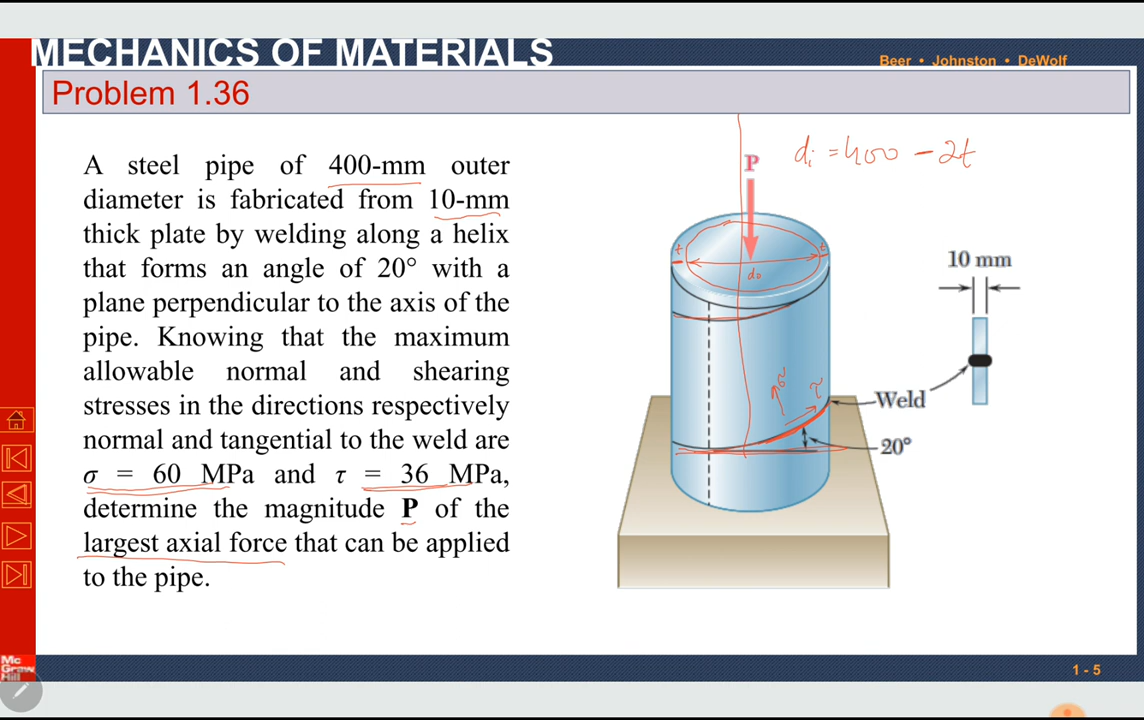 MECHANICS OF MATERIALS
Beer • Johnston • DeWolf
Problem 1.36
A steel pipe of 400-mm outer
diameter is fabricated from 10-mm
thick plate by welding along a helix
that forms an angle of 20° with a
plane perpendicular to the axis of the
pipe. Knowing that the maximum
allowable normal and shearing
stresses in the directions respectively
normal and tangential to the weld are
σ = 60 MPa and τ = 36 MPa,
determine the magnitude P of the
largest axial force that can be applied
to the pipe.
di = 400 - 2t
P
t
t
do
10 mm
σ
τ
Weld
20°
Mc
Graw
Hill
1 - 5